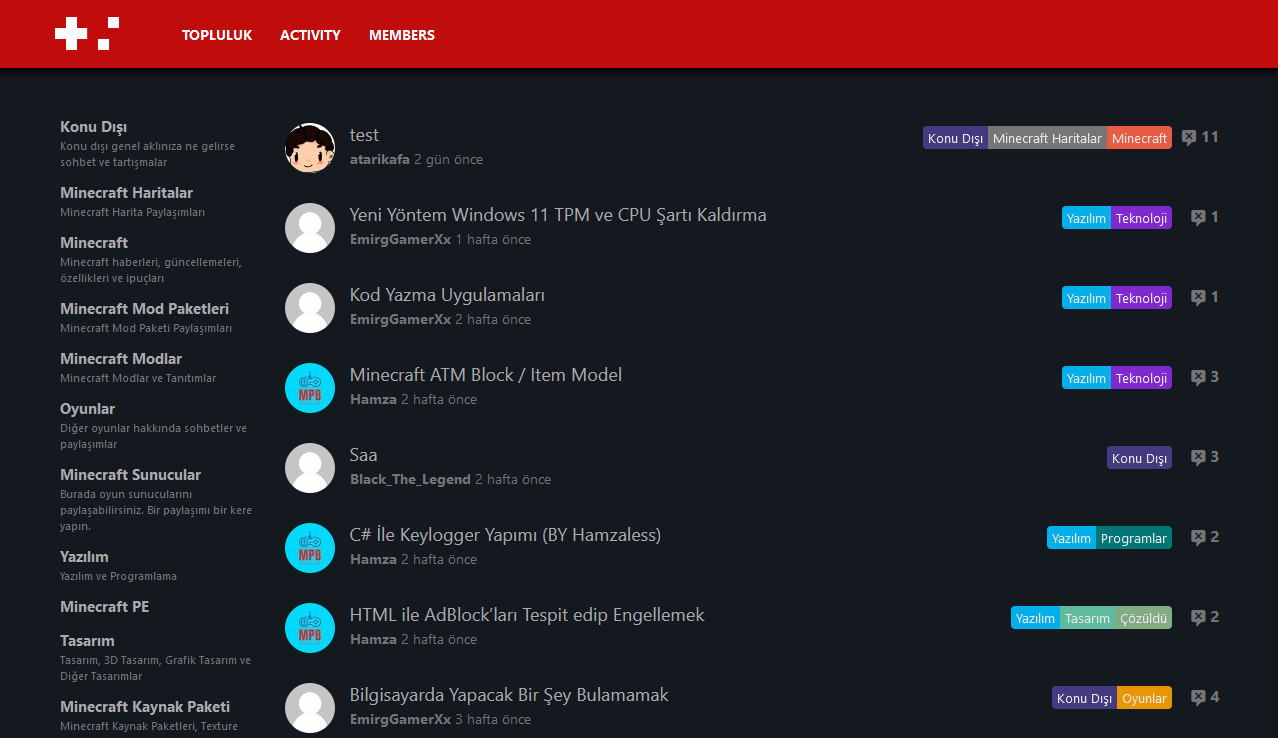 TOPLULUK ACTIVITY MEMBERS
Konu Dışı
Konu dışı genel aklınıza ne gelirse
sohbet ve tartışmalar
Minecraft Haritalar
Minecraft Harita Paylaşımları
Minecraft
Minecraft haberleri, güncellemeleri,
özellikleri ve ipuçları
Minecraft Mod Paketleri
Minecraft Mod Paketi Paylaşımları
Minecraft Modlar
Minecraft Modlar ve Tanıtımlar
Oyunlar
Diğer oyunlar hakkında sohbetler ve
paylaşımlar
Minecraft Sunucular
Burada oyun sunucularını
paylaşabilirsiniz. Bir paylaşımı bir kere
yapın.
Yazılım
Yazılım ve Programlama
Minecraft PE
Tasarım
Tasarım, 3D Tasarım, Grafik Tasarım ve
Diğer Tasarımlar
Minecraft Kaynak Paketi
Minecraft Kaynak Paketleri, Texture
test
atarikafa 2 gün önce
Konu Dışı Minecraft Haritalar Minecraft 11
Yeni Yöntem Windows 11 TPM ve CPU Şartı Kaldırma
EmirgGamerXx 1 hafta önce
Yazılım Teknoloji 1
Kod Yazma Uygulamaları
EmirgGamerXx 2 hafta önce
Yazılım Teknoloji 1
MPB
Minecraft ATM Block / Item Model
Hamza 2 hafta önce
Yazılım Teknoloji 3
Saa
Black_The_Legend 2 hafta önce
Konu Dışı 3
MPB
C# İle Keylogger Yapımı (BY Hamzaless)
Hamza 2 hafta önce
Yazılım Programlar 2
MPB
HTML ile AdBlock’ları Tespit edip Engellemek
Hamza 2 hafta önce
Yazılım Tasarım Çözüldü 2
Bilgisayarda Yapacak Bir Şey Bulamamak
EmirgGamerXx 3 hafta önce
Konu Dışı Oyunlar 4